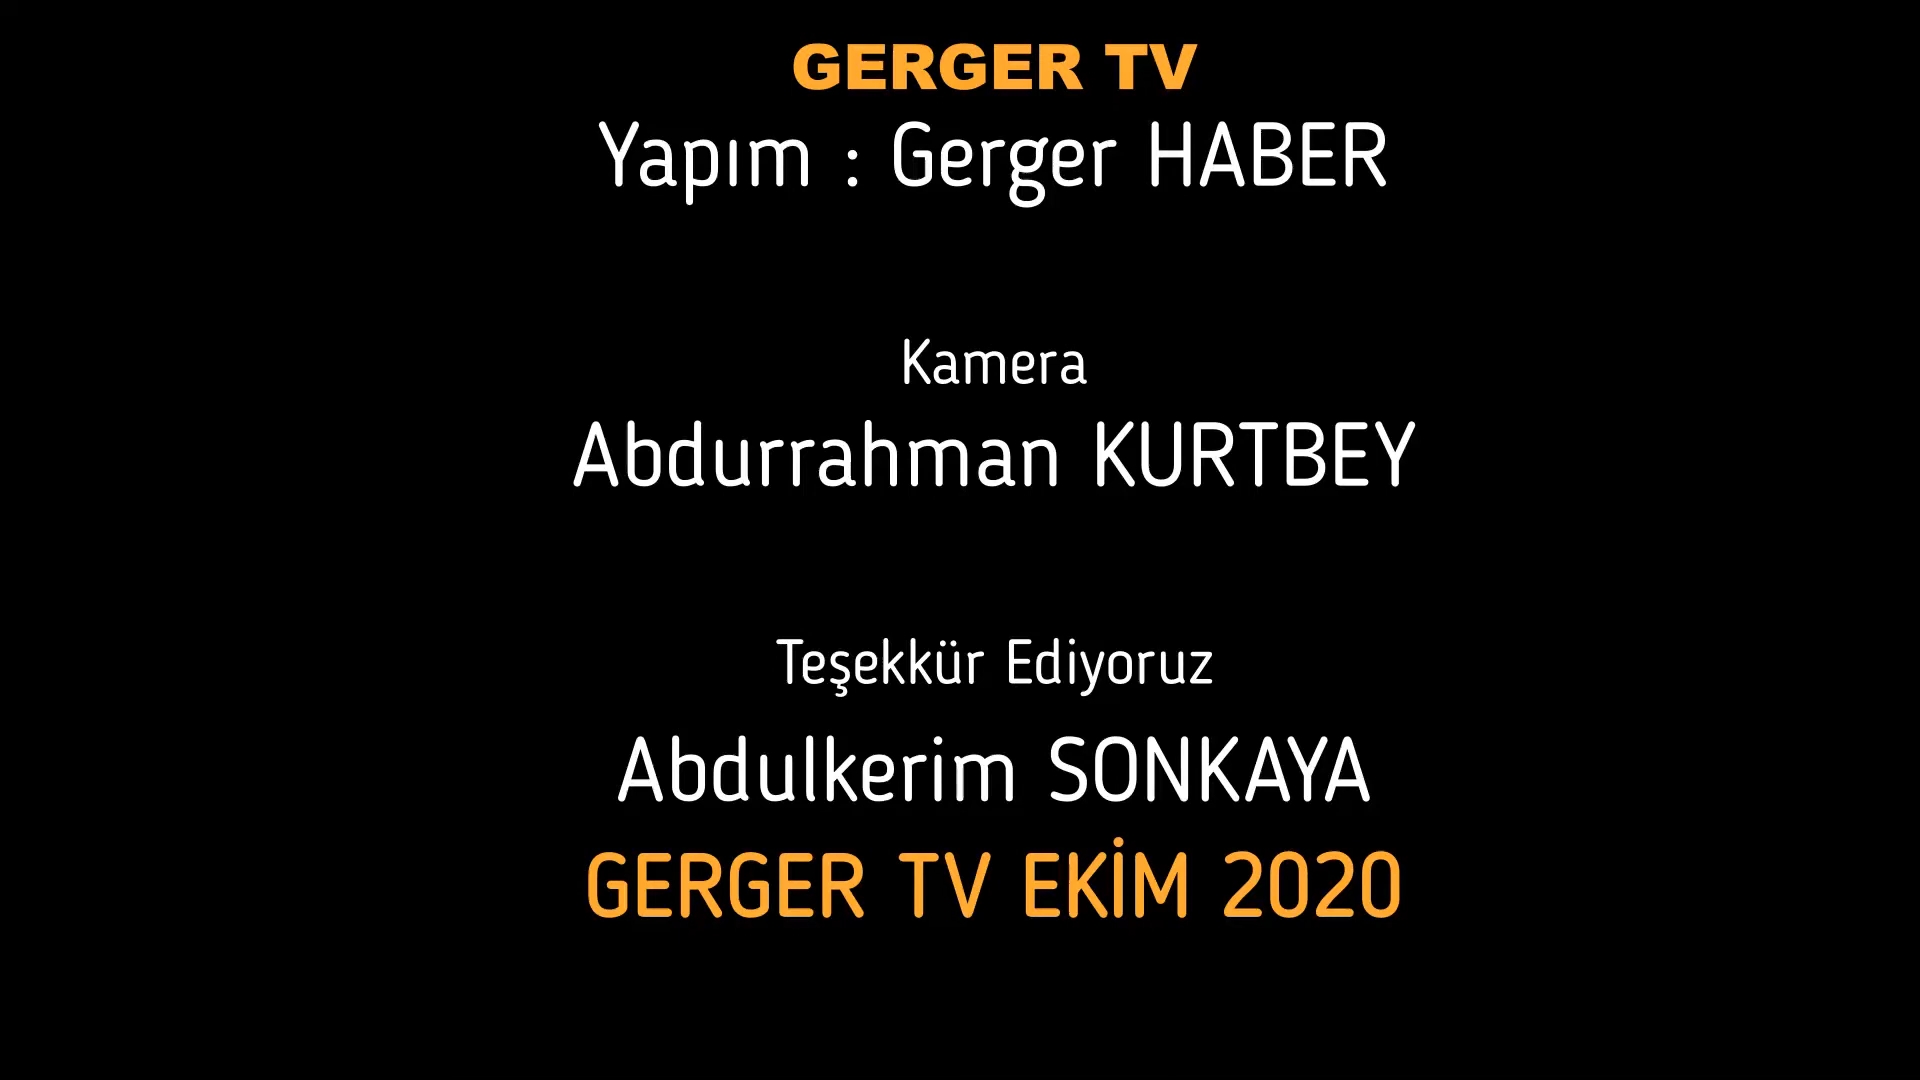 GERGER TV
Yapım : Gerger HABER
Kamera
Abdurrahman KURTBEY
Teşekkür Ediyoruz
Abdulkerim SONKAYA
GERGER TV EKİM 2020